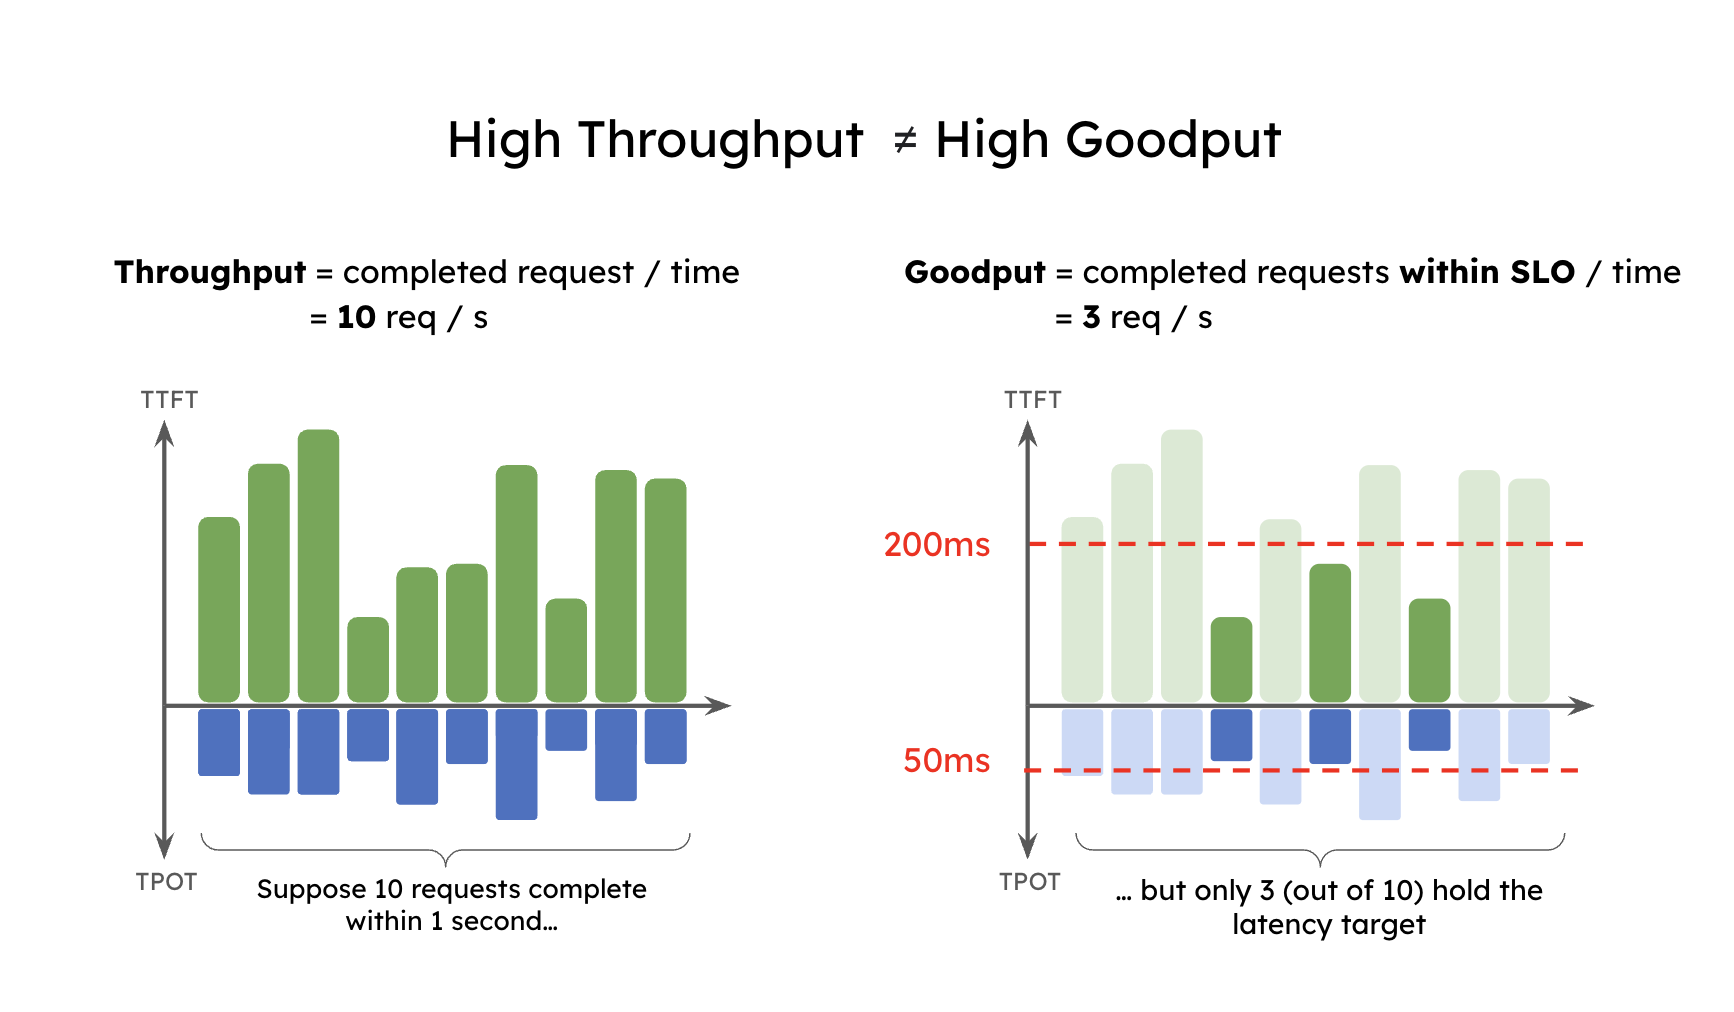 High Throughput ≠ High Goodput
Throughput = completed request / time
= 10 req / s
Goodput = completed requests within SLO / time
= 3 req / s
TTFT
TPOT
Suppose 10 requests complete
within 1 second...
TTFT
200ms
50ms
TPOT
... but only 3 (out of 10) hold the
latency target